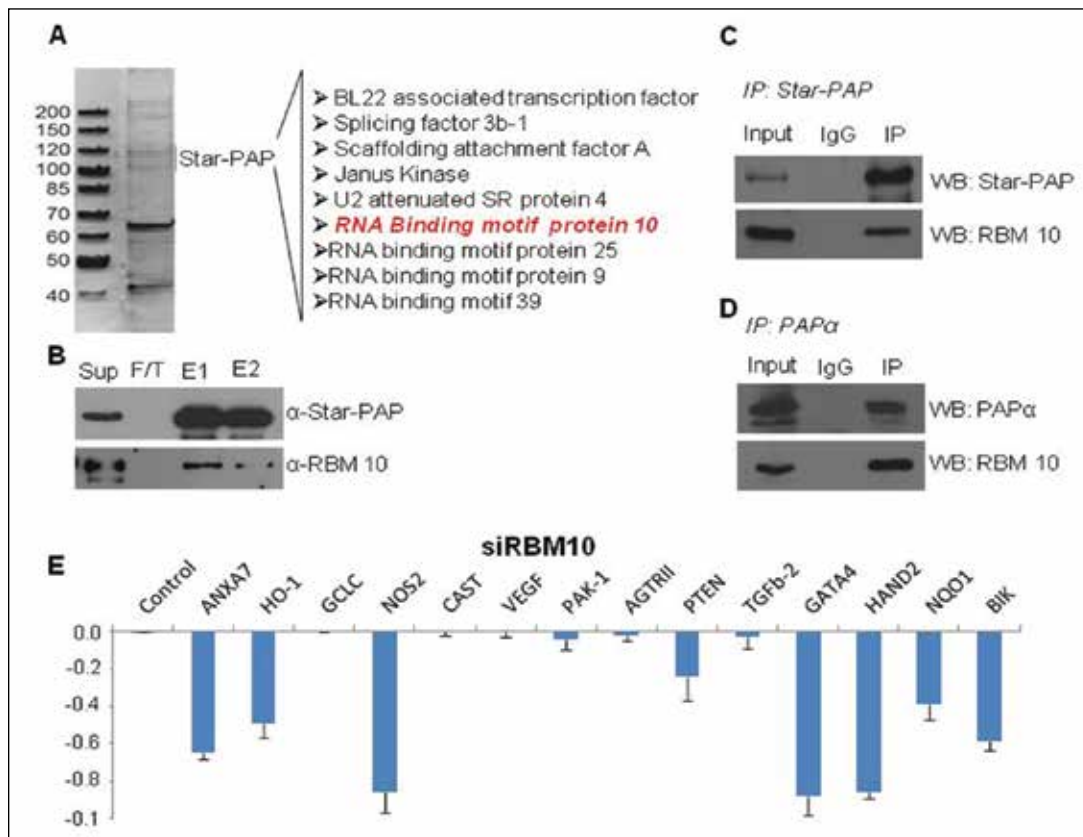 A
200
150
120
100
85
70
60
50
40
Star-PAP
➢BL22 associated transcription factor
➢Splicing factor 3b-1
➢Scaffolding attachment factor A
➢Janus Kinase
➢U2 attenuated SR protein 4
➢RNA Binding motif protein 10
➢RNA binding motif protein 25
➢RNA binding motif protein 9
➢RNA binding motif 39
B
Sup F/T E1 E2
α-Star-PAP
α-RBM 10
C
IP: Star-PAP
Input IgG IP
WB: Star-PAP
WB: RBM 10
D
IP: PAPα
Input IgG IP
WB: PAPα
WB: RBM 10
E
siRBM10
Control ANXA7 HO-1 GCLC NOS2 CAST VEGF PAK-1 AGTRII PTEN TGFb-2 GATA4 HAND2 NQO1 BIK
0.0
-0.2
-0.4
-0.6
-0.8
-0.1